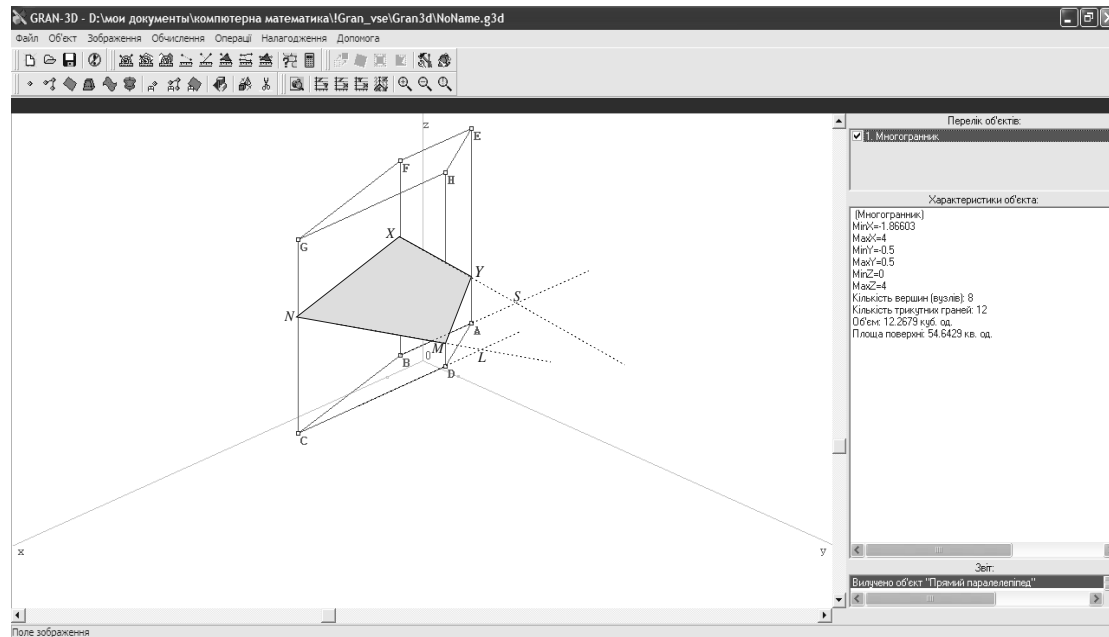 GRAN-3D - D:\мои документы\компютерна математика\!Gran_vse\Gran3d\NoName.g3d
Файл Об'єкт Зображення Обчислення Операції Налагодження Допомога
z
E
F
H
G
X
Y
S
N
A
M
L
B
0
D
C
x
y
Перелік об'єктів:
1. Многогранник
Характеристики об'єкта:
(Многогранник)
MinX=-1.86603
MaxX=4
MinY=-0.5
MaxY=0.5
MinZ=0
MaxZ=4
Кількість вершин (вузлів): 8
Кількість трикутних граней: 12
Об'єм: 12.2679 куб. од.
Площа поверхні: 54.6429 кв. од.
Звіт:
Вилучено об'єкт "Прямий паралелепіпед"
Поле зображення